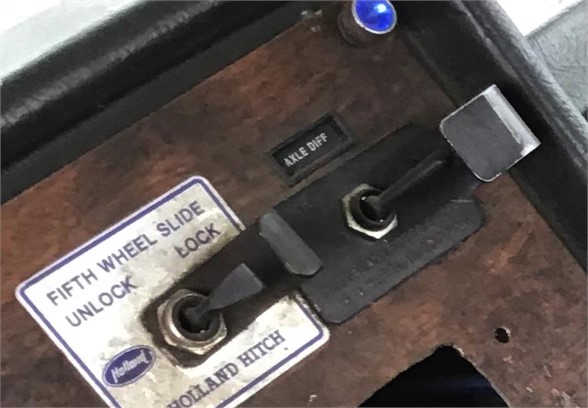 AXLE DIFF
FIFTH WHEEL SLIDE
UNLOCK LOCK
Holland
HOLLAND HITCH